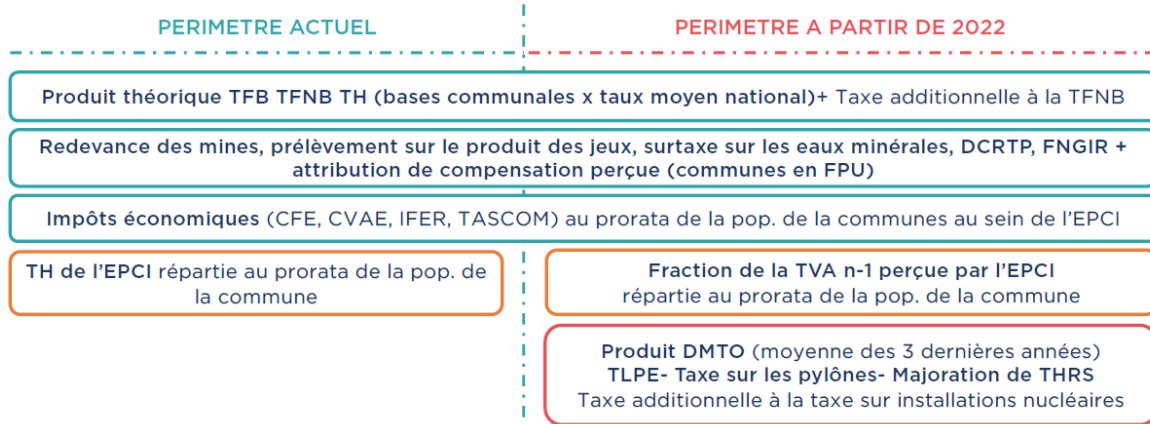 PERIMETRE ACTUEL
PERIMETRE A PARTIR DE 2022
Produit théorique TFB TFNB TH (bases communales x taux moyen national)+ Taxe additionnelle à la TFNB
Redevance des mines, prélèvement sur le produit des jeux, surtaxe sur les eaux minérales, DCRTP, FNGIR +
attribution de compensation perçue (communes en FPU)
Impôts économiques (CFE, CVAE, IFER, TASCOM) au prorata de la pop. de la communes au sein de l'EPCI
TH de l'EPCI répartie au prorata de la pop. de
la commune
Fraction de la TVA n-1 perçue par l'EPCI
répartie au prorata de la pop. de la commune
Produit DMTO (moyenne des 3 dernières années)
TLPE- Taxe sur les pylônes- Majoration de THRS
Taxe additionnelle à la taxe sur installations nucléaires